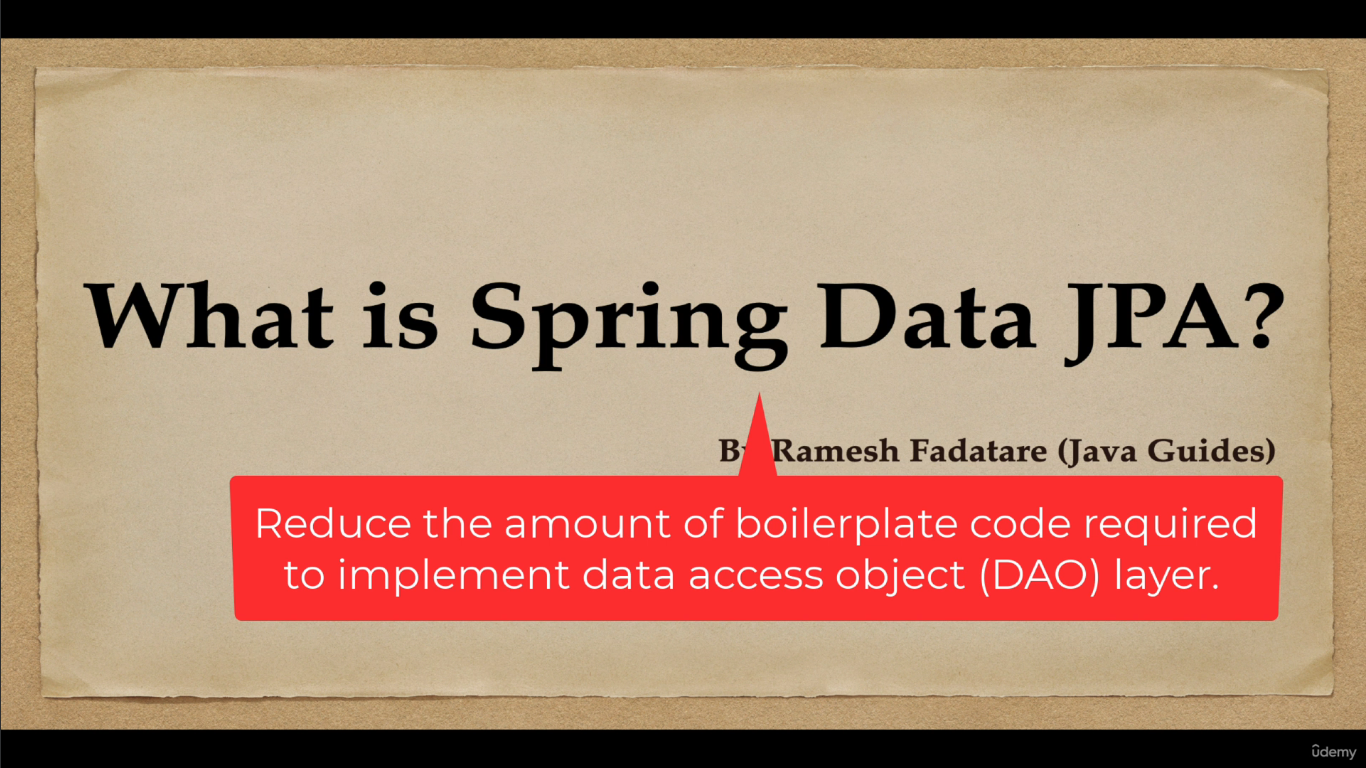 What is Spring Data JPA?
By Ramesh Fadatare (Java Guides)
Reduce the amount of boilerplate code required
to implement data access object (DAO) layer.
ûdemy